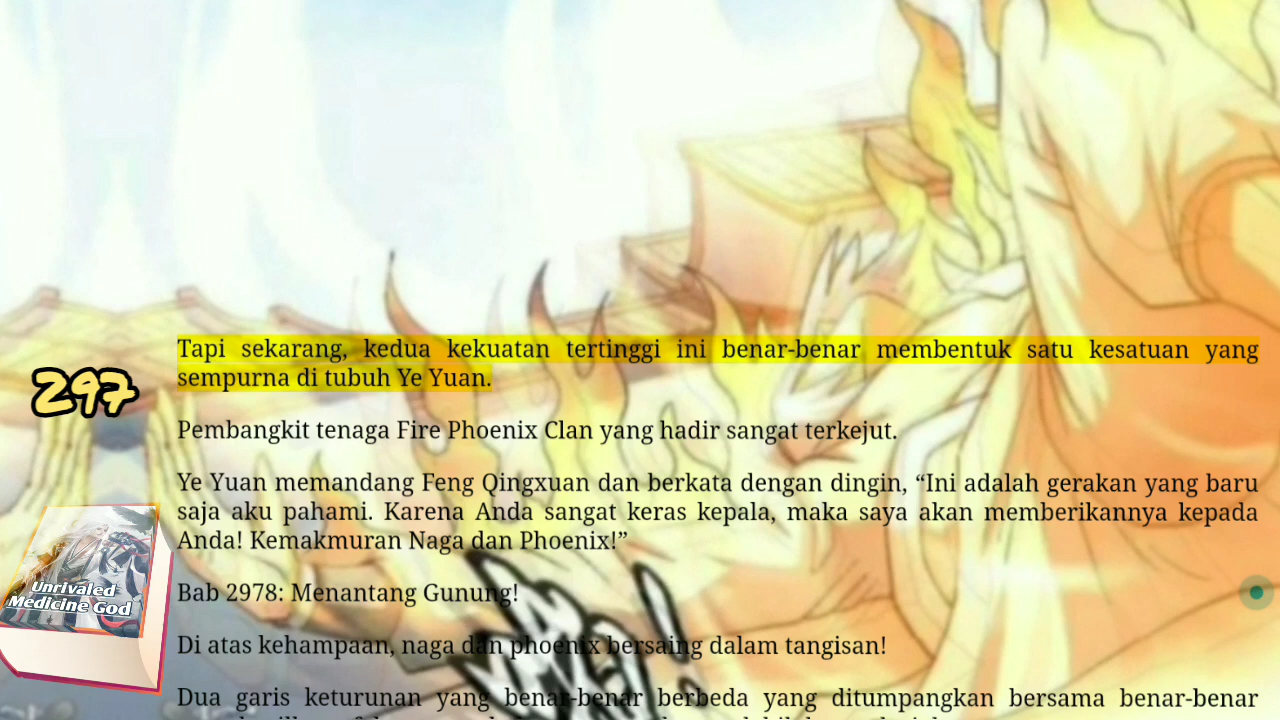 Tapi sekarang, kedua kekuatan tertinggi ini benar-benar membentuk satu kesatuan yang
sempurna di tubuh Ye Yuan.
297
Pembangkit tenaga Fire Phoenix Clan yang hadir sangat terkejut.
Ye Yuan memandang Feng Qingxuan dan berkata dengan dingin, “Ini adalah gerakan yang baru
saja aku pahami. Karena Anda sangat keras kepala, maka saya akan memberikannya kepada
Anda! Kemakmuran Naga dan Phoenix!”
Unrivaled
Medicine God
Bab 2978: Menantang Gunung!
Di atas kehampaan, naga dan phoenix bersaing dalam tangisan!
Dua garis keturunan yang benar-benar berbeda yang ditumpangkan bersama benar-benar